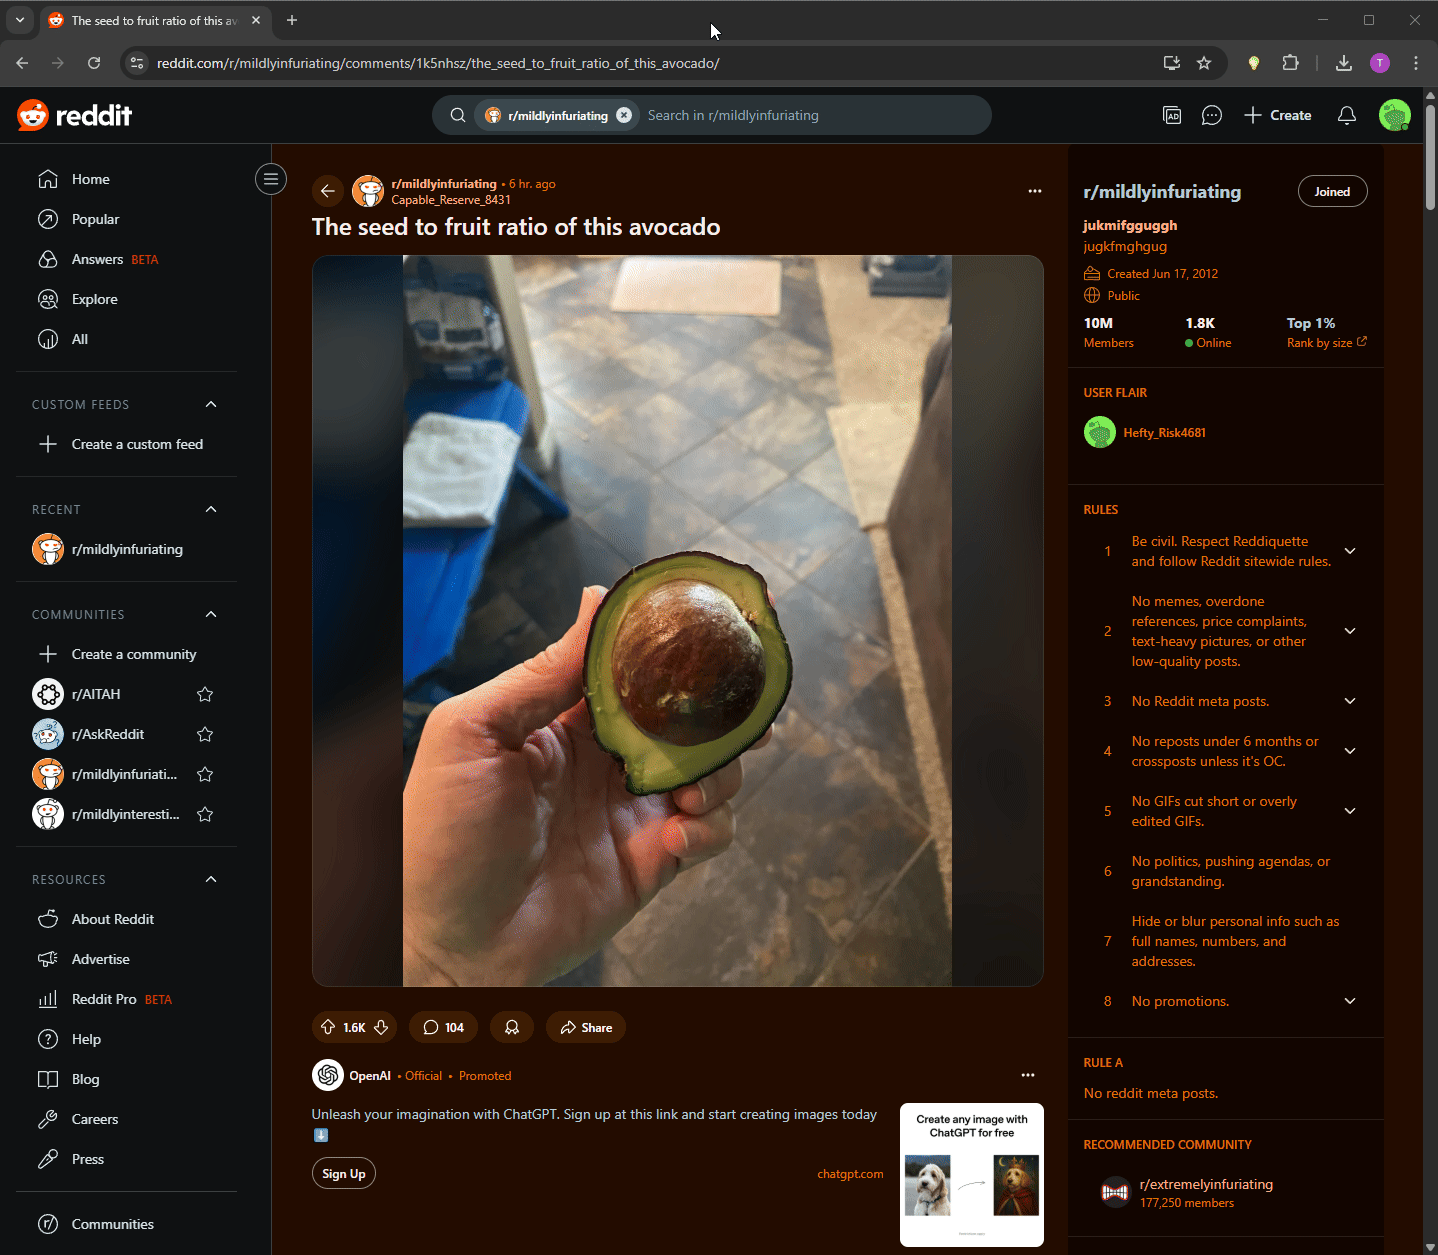 The seed to fruit ratio of this av
reddit.com/r/mildlyinfuriating/comments/1k5nhsz/the_seed_to_fruit_ratio_of_this_avocado/
T
reddit
r/mildlyinfuriating
Search in r/mildlyinfuriating
AD
Create
Home
Popular
Answers BETA
Explore
All
CUSTOM FEEDS
Create a custom feed
RECENT
r/mildlyinfuriating
COMMUNITIES
Create a community
r/AITAH
r/AskReddit
r/mildlyinfuriati...
r/mildlyinteresti...
RESOURCES
About Reddit
Advertise
Reddit Pro BETA
Help
Blog
Careers
Press
Communities
r/mildlyinfuriating • 6 hr. ago
Capable_Reserve_8431
The seed to fruit ratio of this avocado
1.6K
104
Share
OpenAI • Official • Promoted
Unleash your imagination with ChatGPT. Sign up at this link and start creating images today
Sign Up
chatgpt.com
Create any image with
ChatGPT for free
r/mildlyinfuriating
Joined
jukmifgguggh
jugkfmghgug
Created Jun 17, 2012
Public
10M 1.8K Top 1%
Members Online Rank by size
USER FLAIR
Hefty_Risk4681
RULES
1 Be civil. Respect Reddiquette
and follow Reddit sitewide rules.
2 No memes, overdone
references, price complaints,
text-heavy pictures, or other
low-quality posts.
3 No Reddit meta posts.
4 No reposts under 6 months or
crossposts unless it's OC.
5 No GIFs cut short or overly
edited GIFs.
6 No politics, pushing agendas, or
grandstanding.
7 Hide or blur personal info such as
full names, numbers, and
addresses.
8 No promotions.
RULE A
No reddit meta posts.
RECOMMENDED COMMUNITY
r/extremelyinfuriating
177,250 members